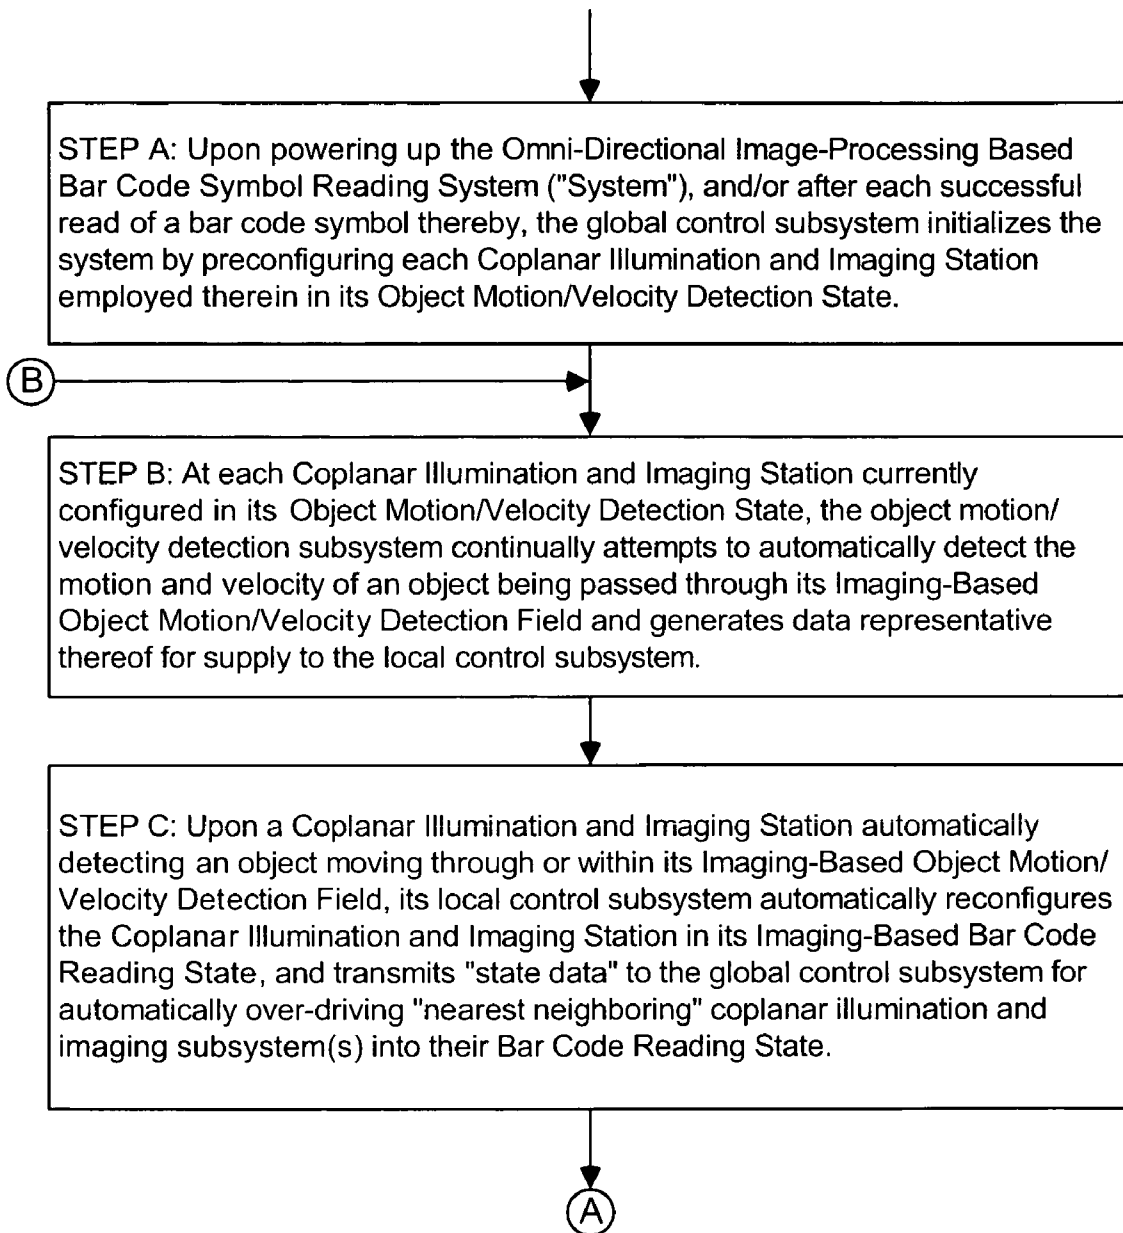 STEP A: Upon powering up the Omni-Directional Image-Processing Based
Bar Code Symbol Reading System ("System"), and/or after each successful
read of a bar code symbol thereby, the global control subsystem initializes the
system by preconfiguring each Coplanar Illumination and Imaging Station
employed therein in its Object Motion/Velocity Detection State.
B
STEP B: At each Coplanar Illumination and Imaging Station currently
configured in its Object Motion/Velocity Detection State, the object motion/
velocity detection subsystem continually attempts to automatically detect the
motion and velocity of an object being passed through its Imaging-Based
Object Motion/Velocity Detection Field and generates data representative
thereof for supply to the local control subsystem.
STEP C: Upon a Coplanar Illumination and Imaging Station automatically
detecting an object moving through or within its Imaging-Based Object Motion/
Velocity Detection Field, its local control subsystem automatically reconfigures
the Coplanar Illumination and Imaging Station in its Imaging-Based Bar Code
Reading State, and transmits "state data" to the global control subsystem for
automatically over-driving "nearest neighboring" coplanar illumination and
imaging subsystem(s) into their Bar Code Reading State.
A